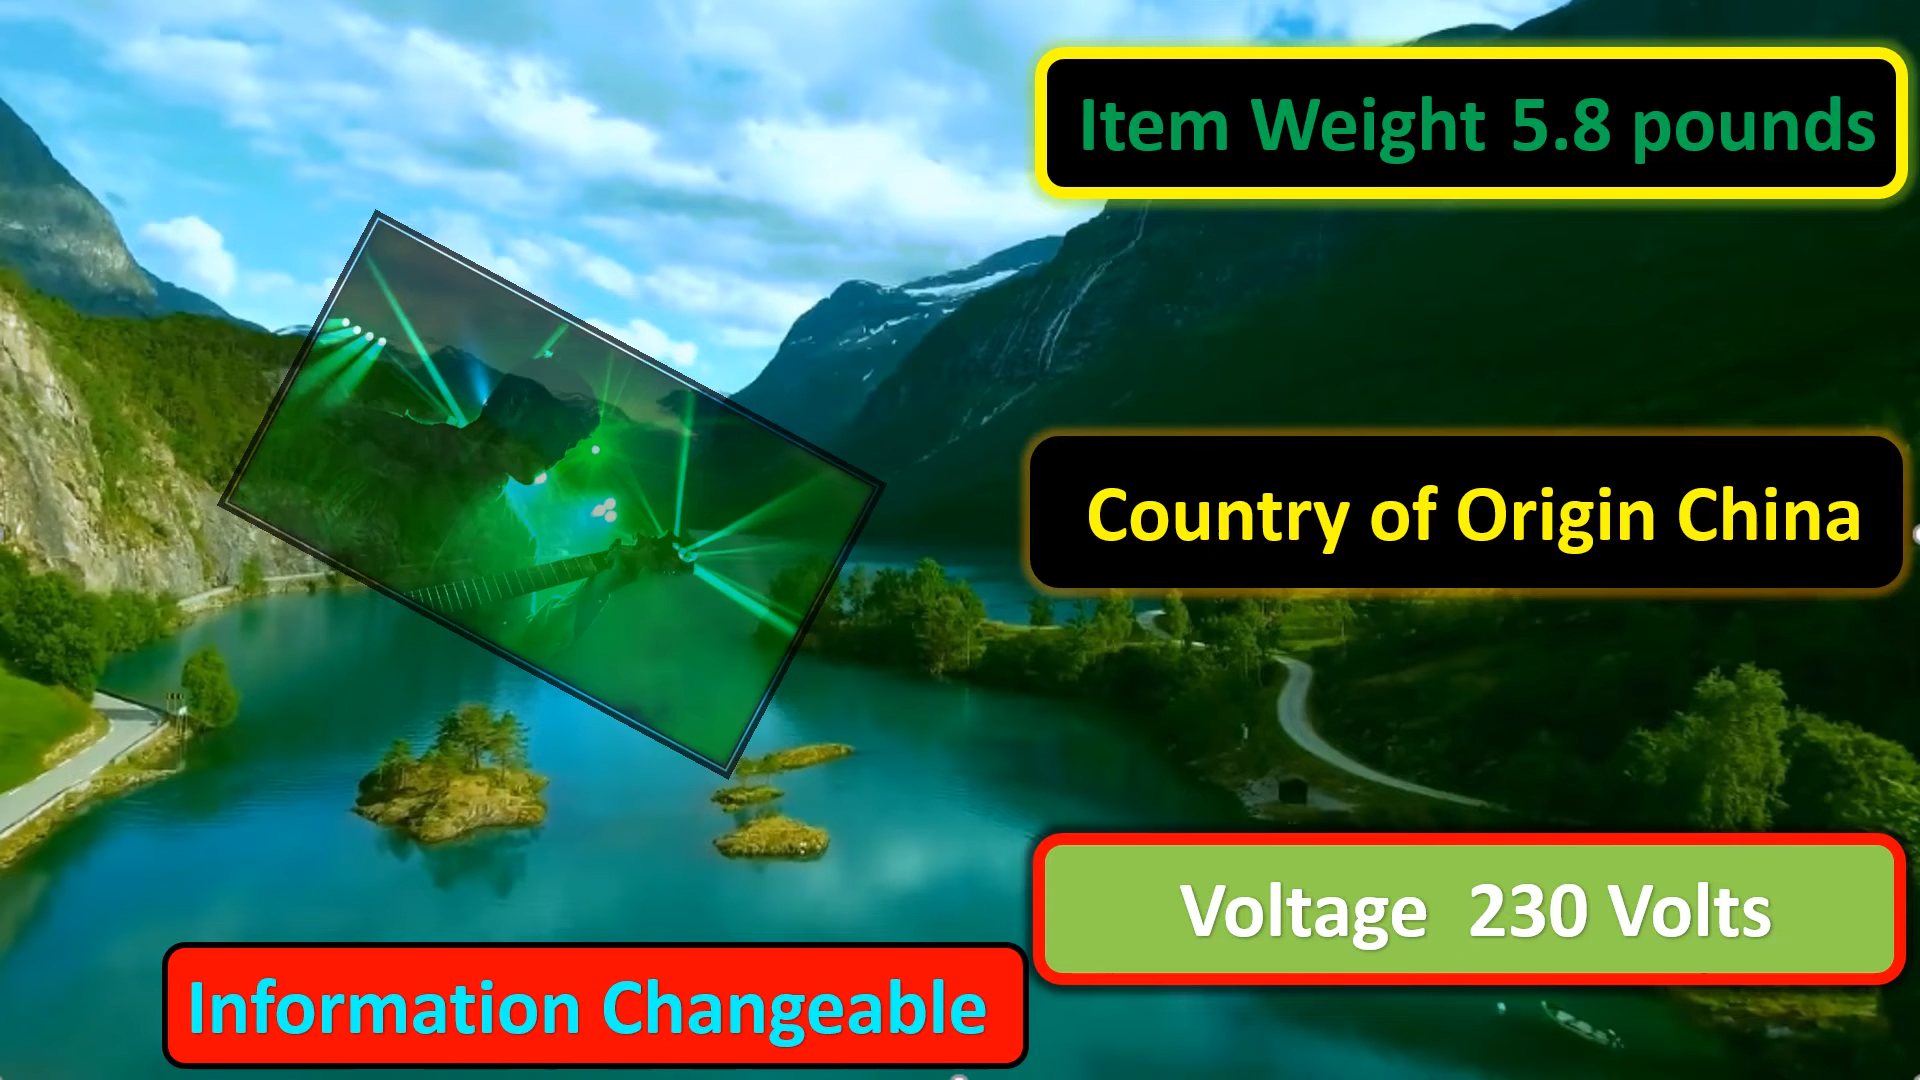 Item Weight 5.8 pounds
Country of Origin China
Voltage  230 Volts
Information Changeable